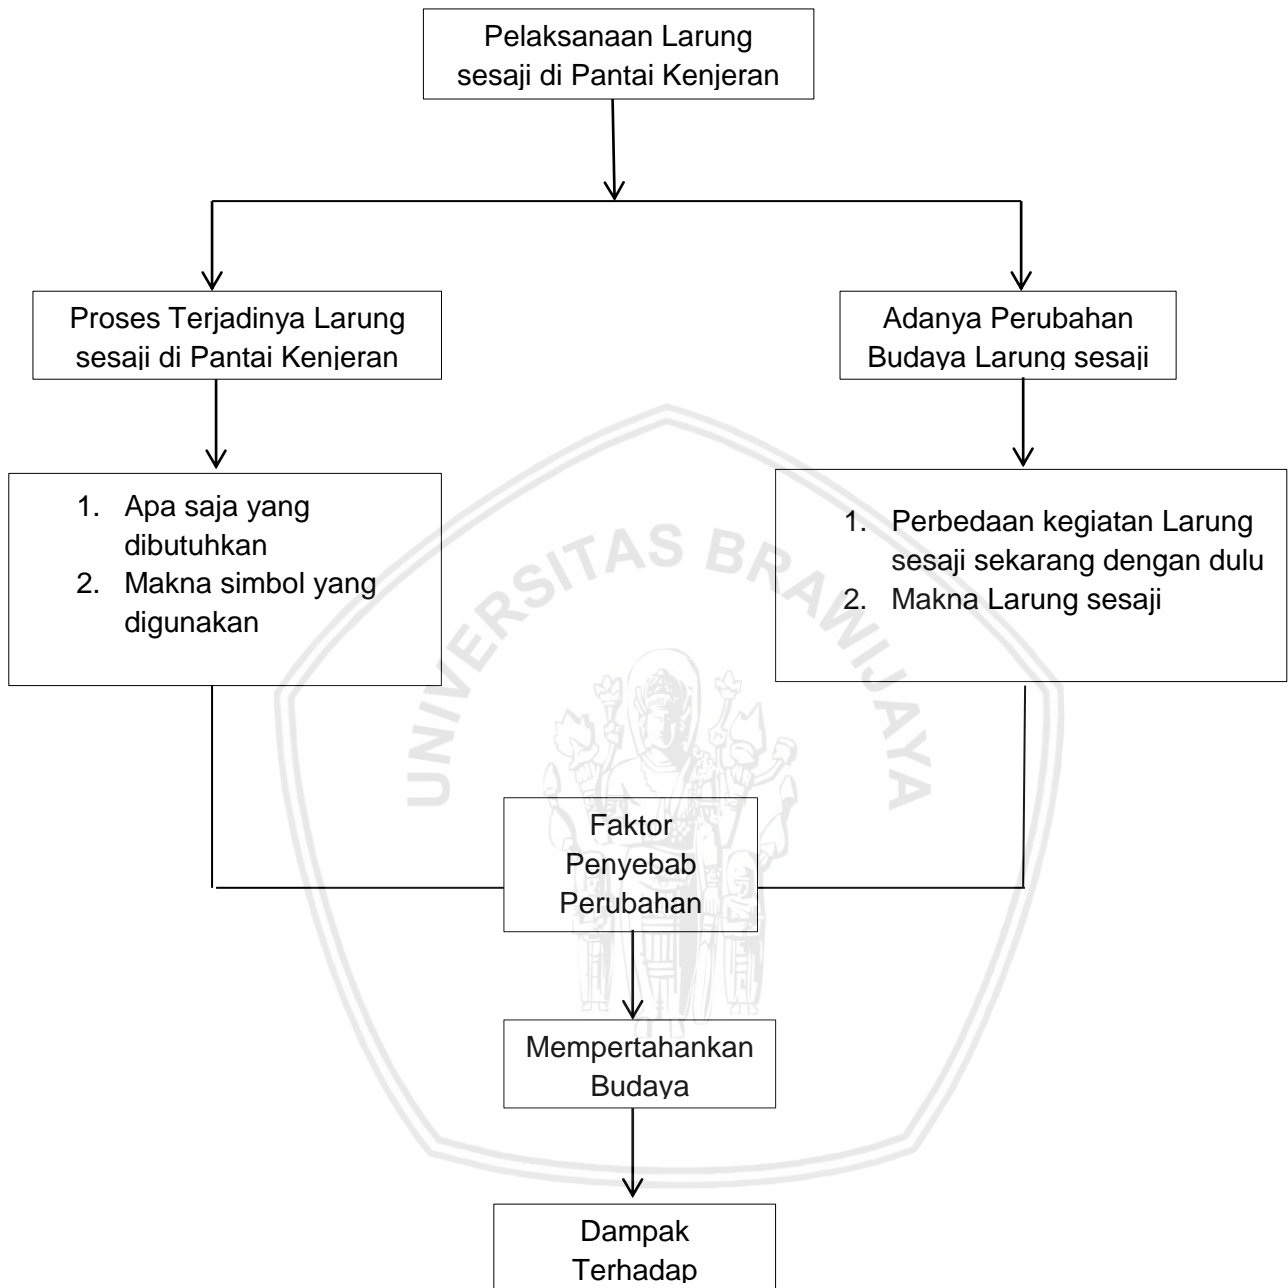 Pelaksanaan Larung
sesaji di Pantai Kenjeran
Proses Terjadinya Larung
sesaji di Pantai Kenjeran
Adanya Perubahan
Budaya Larung sesaji
1. Apa saja yang
dibutuhkan
2. Makna simbol yang
digunakan
1. Perbedaan kegiatan Larung
sesaji sekarang dengan dulu
2. Makna Larung sesaji
UNIVERSITAS BRAWIJAYA
Faktor
Penyebab
Perubahan
Mempertahankan
Budaya
Dampak
Terhadap